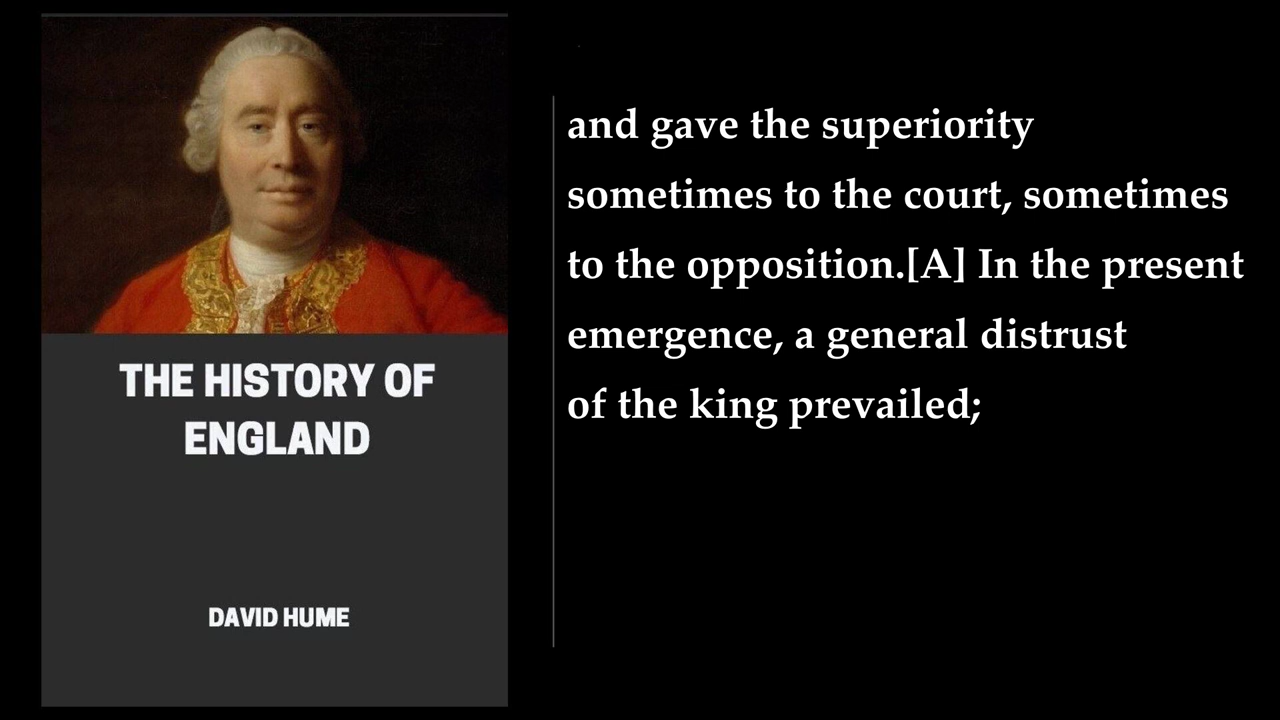 THE HISTORY OF
ENGLAND
DAVID HUME
and gave the superiority
sometimes to the court, sometimes
to the opposition.[A] In the present
emergence, a general distrust
of the king prevailed;